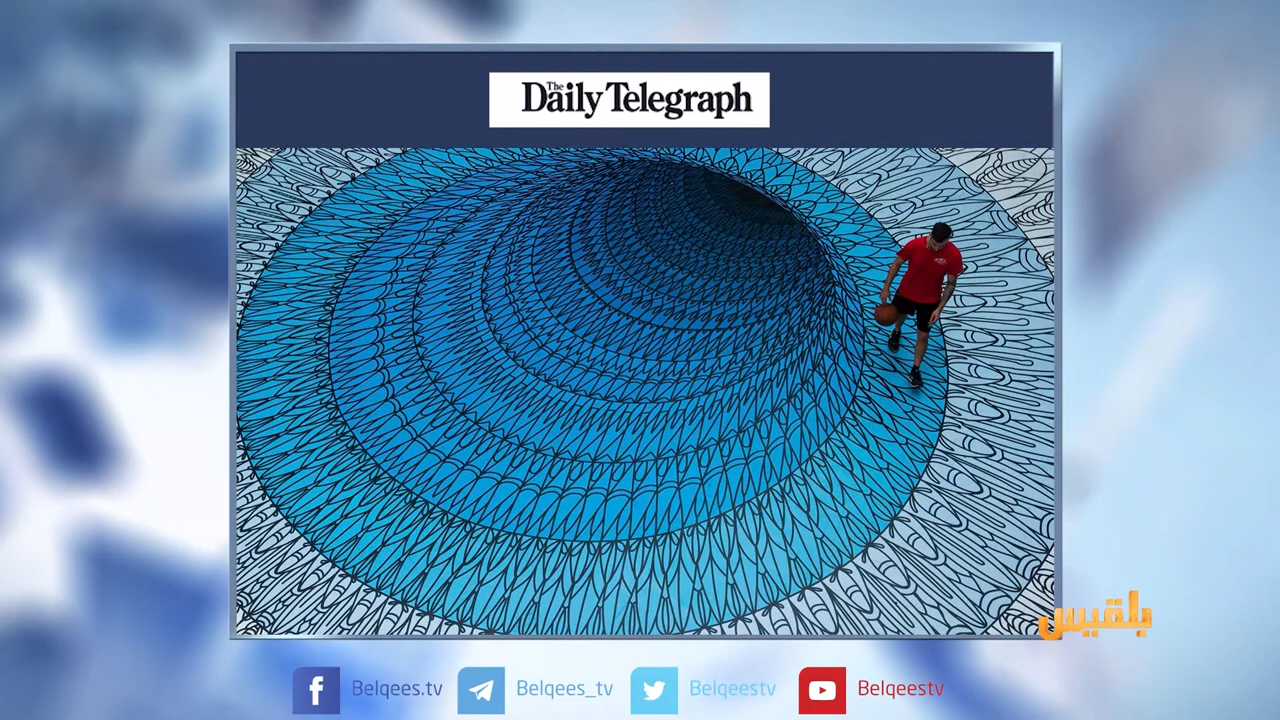 The Daily Telegraph
بلقيس
Belqees.tv
Belqees_tv
Belqeestv
Belqeestv